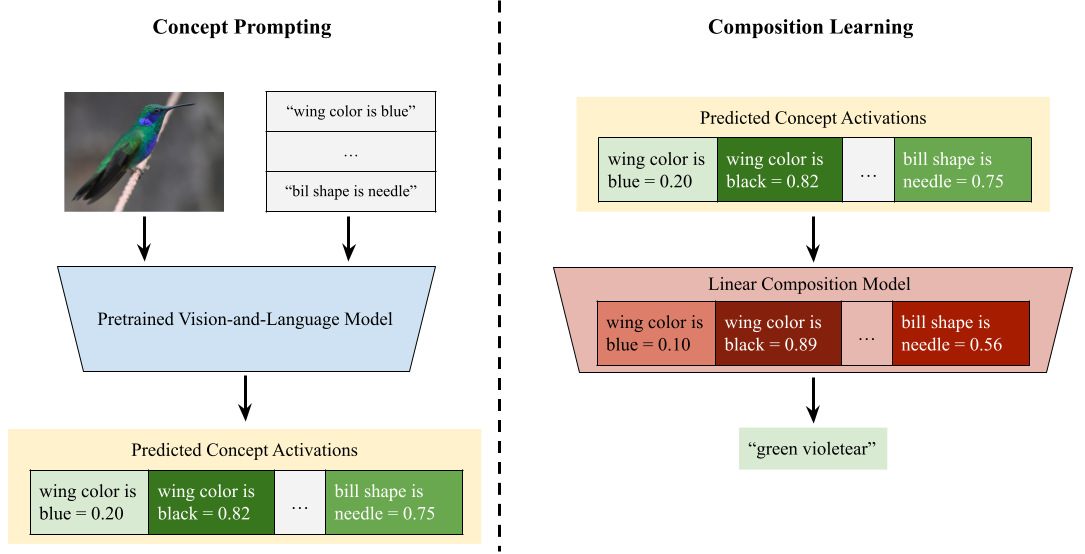 Concept Prompting
“wing color is blue”
…
“bil shape is needle”
Pretrained Vision-and-Language Model
Predicted Concept Activations
wing color is
blue = 0.20
wing color is
black = 0.82
…
bill shape is
needle = 0.75
Composition Learning
Predicted Concept Activations
wing color is
blue = 0.20
wing color is
black = 0.82
…
bill shape is
needle = 0.75
Linear Composition Model
wing color is
blue = 0.10
wing color is
black = 0.89
…
bill shape is
needle = 0.56
“green violetear”